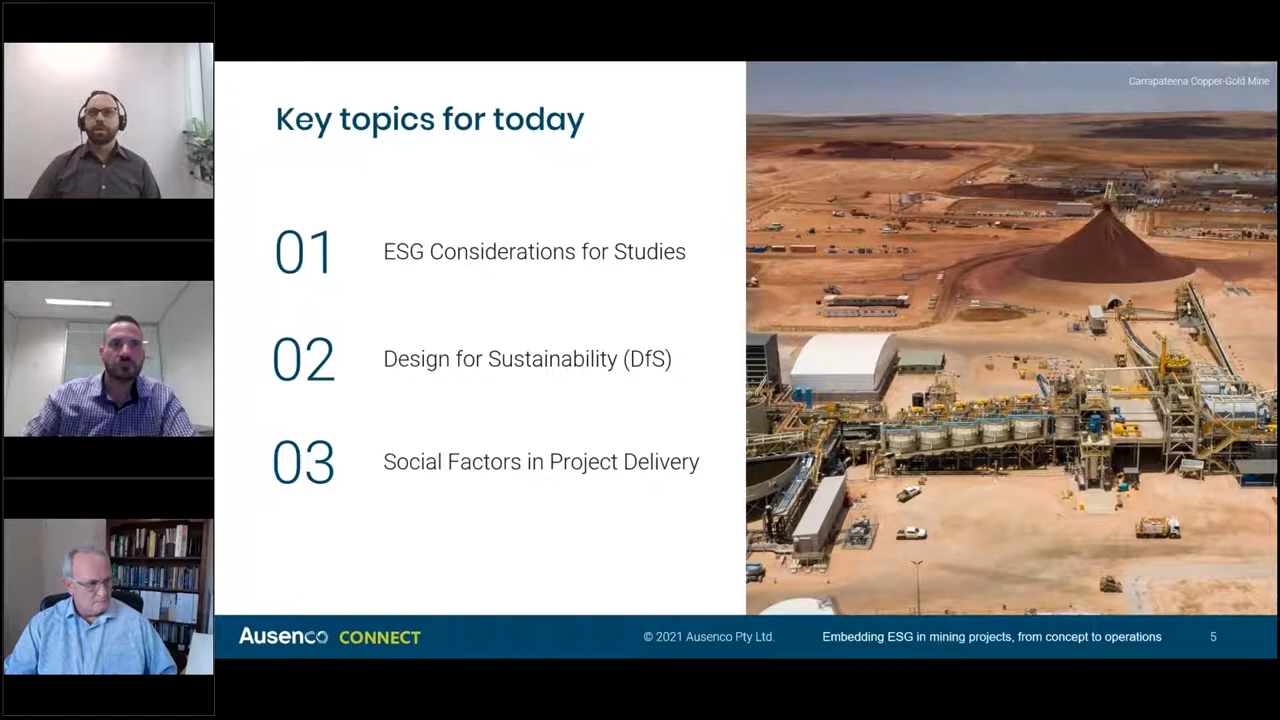 Carrapateena Copper-Gold Mine
Key topics for today
01 ESG Considerations for Studies
02 Design for Sustainability (DfS)
03 Social Factors in Project Delivery
Ausenco CONNECT © 2021 Ausenco Pty Ltd. Embedding ESG in mining projects, from concept to operations 5